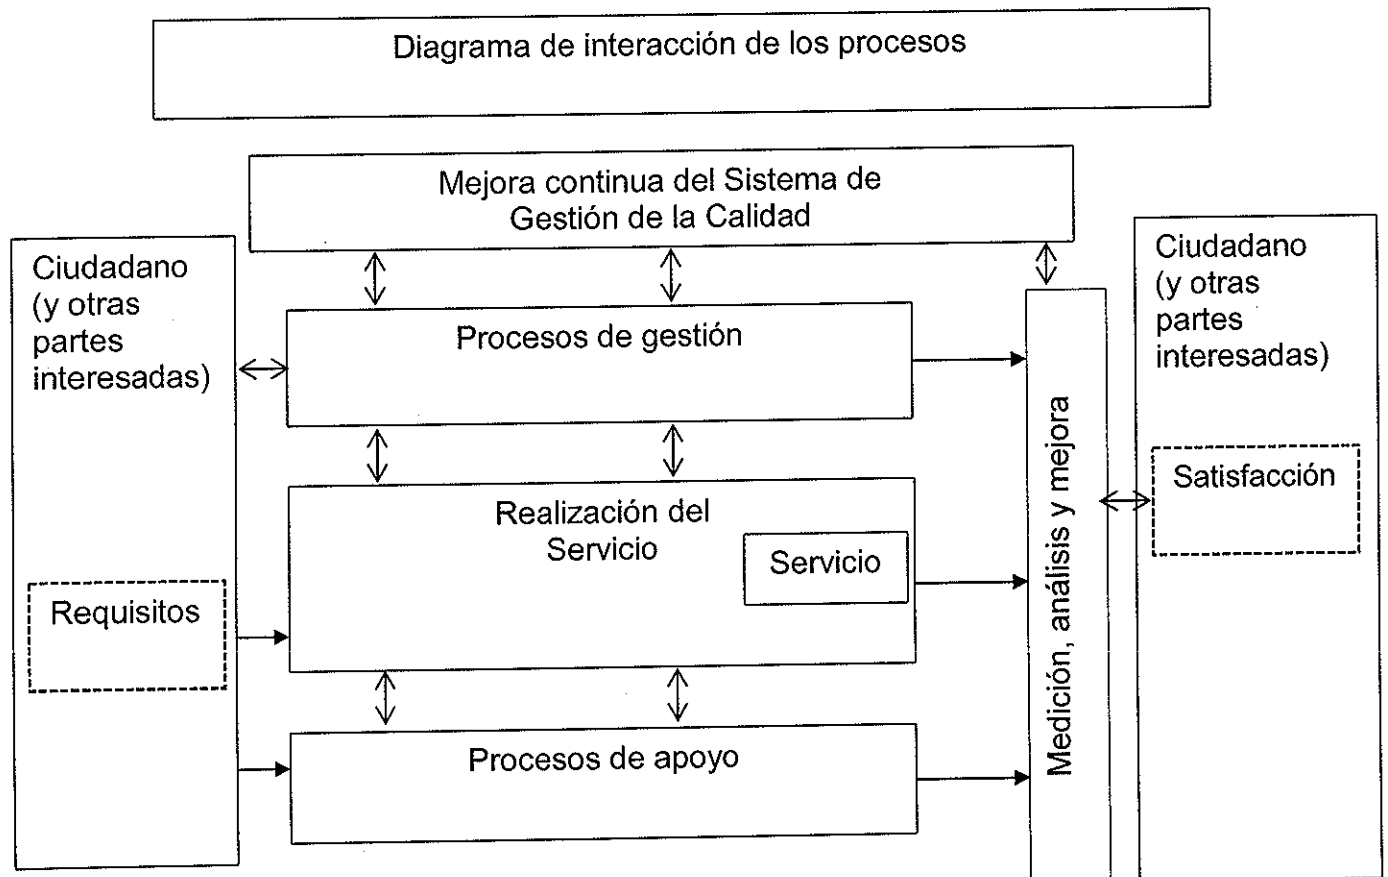 Diagrama de interacción de los procesos
Mejora continua del Sistema de
Gestión de la Calidad
Ciudadano
(y otras
partes
interesadas)
Requisitos
Procesos de gestión
Realización del
Servicio
Servicio
Procesos de apoyo
Medición, análisis y mejora
Ciudadano
(y otras
partes
interesadas)
Satisfacción